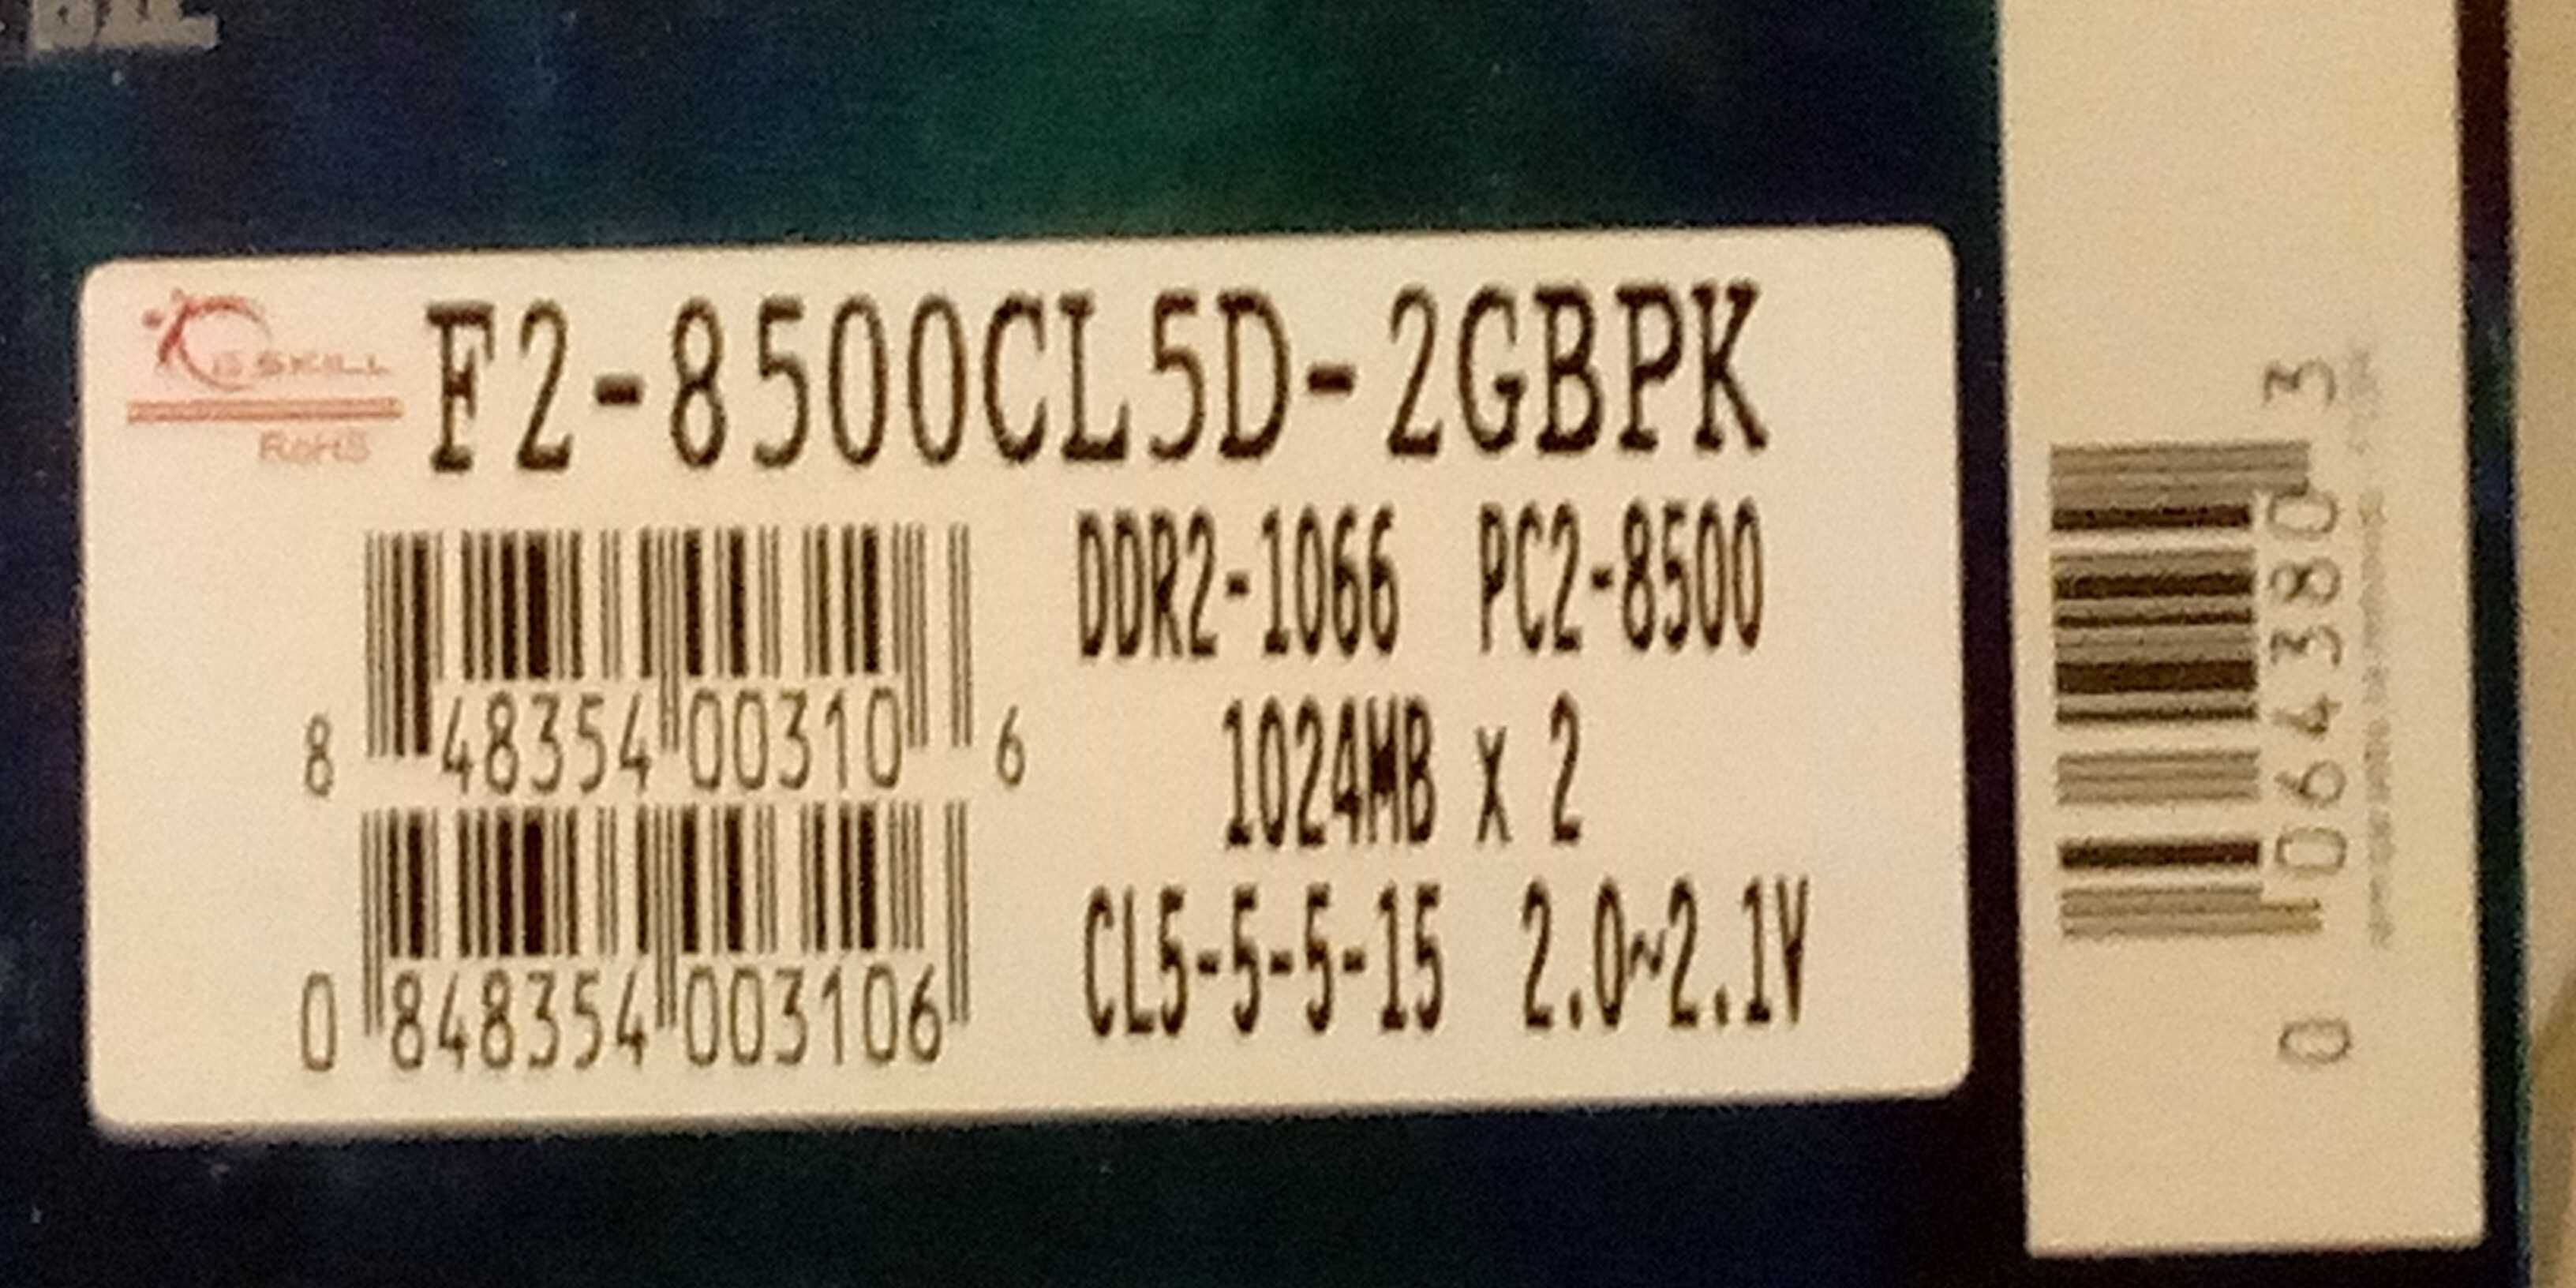 G.SKILL
RoHS
F2-8500CL5D-2GBPK
DDR2-1066 PC2-8500
1024MB x 2
CL5-5-5-15 2.0~2.1V
8 48354 00310 6
0 848354 003106
0 064380 3